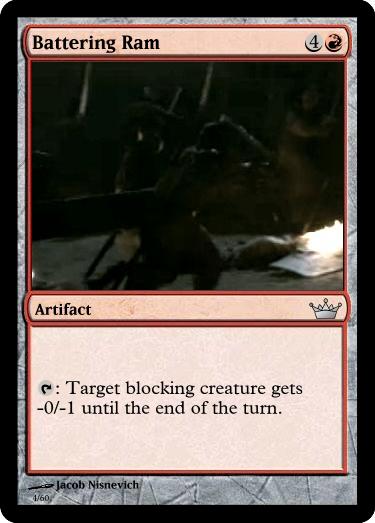 Battering Ram 4
Artifact
: Target blocking creature gets
-0/-1 until the end of the turn.
Jacob Nisnevich
4/60